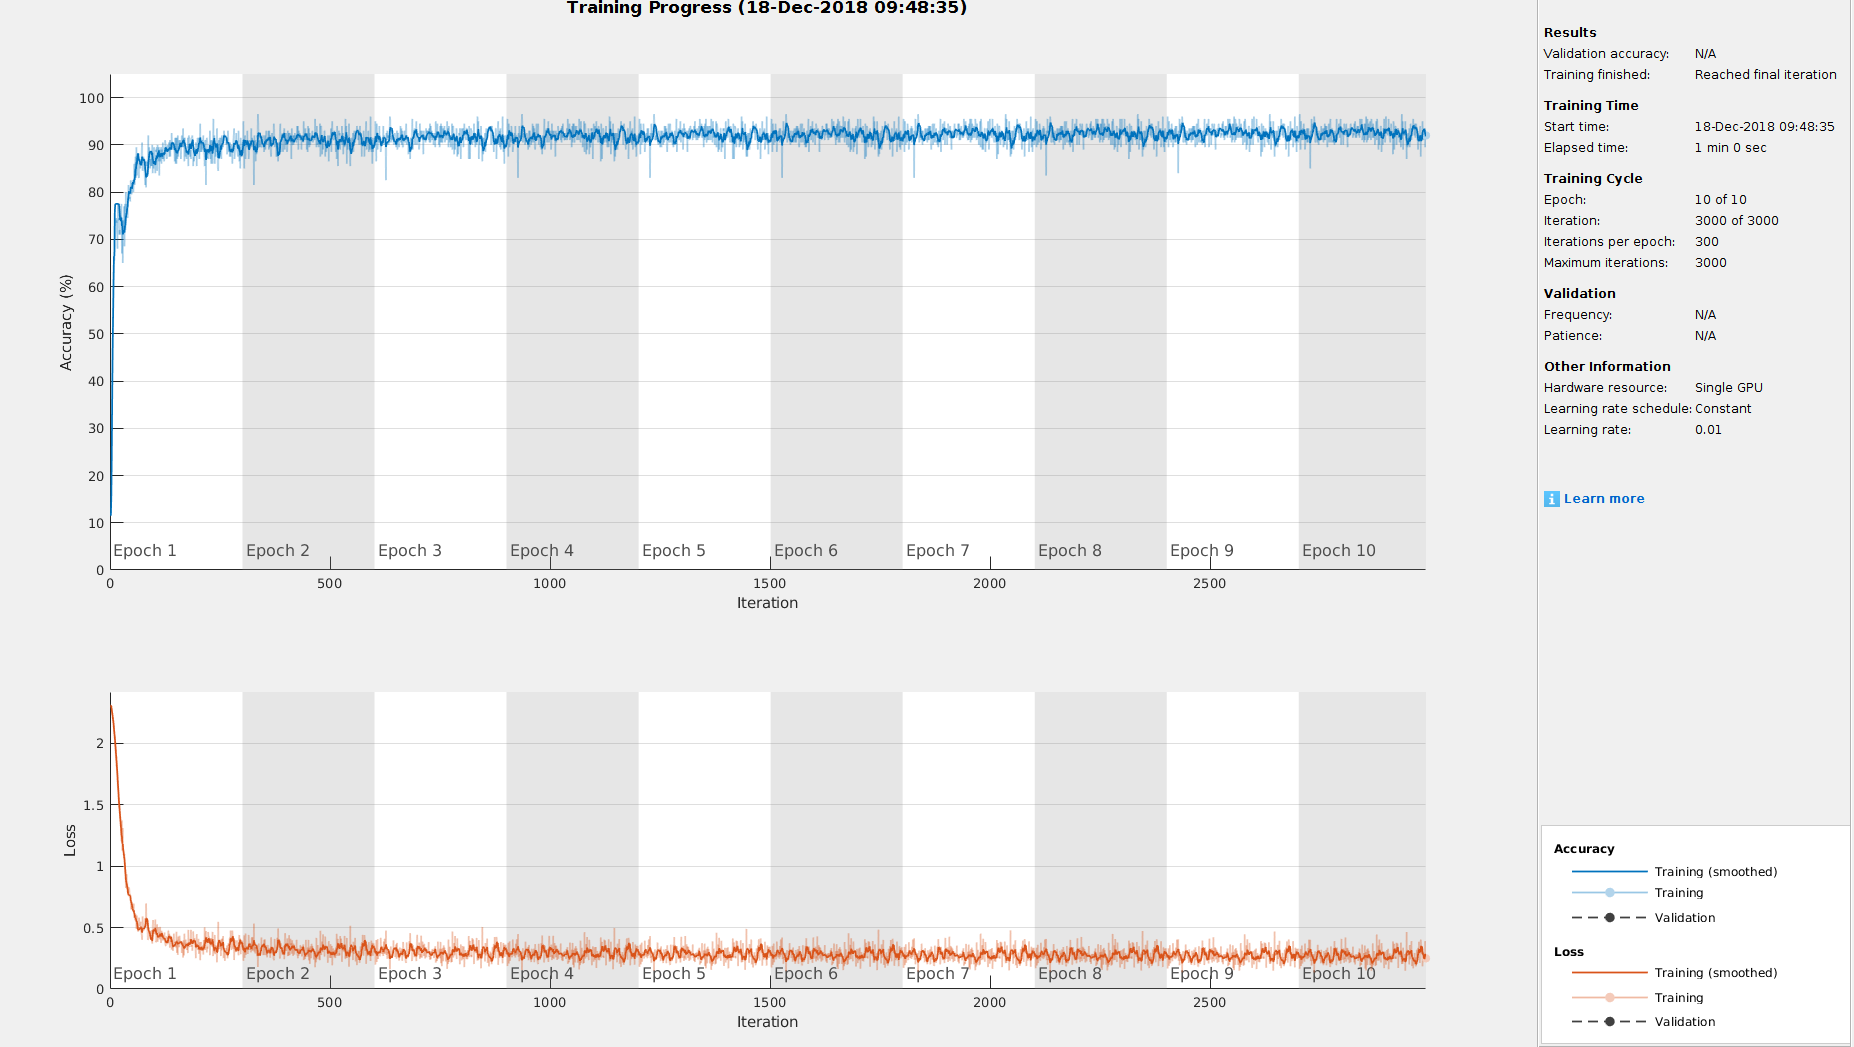 Training Progress (18-Dec-2018 09:48:35)
100
90
80
70
60
50
40
30
20
10
0
Accuracy (%)
Epoch 1 Epoch 2 Epoch 3 Epoch 4 Epoch 5 Epoch 6 Epoch 7 Epoch 8 Epoch 9 Epoch 10
0 500 1000 1500 2000 2500
Iteration
2
1.5
1
0.5
0
Loss
Epoch 1 Epoch 2 Epoch 3 Epoch 4 Epoch 5 Epoch 6 Epoch 7 Epoch 8 Epoch 9 Epoch 10
0 500 1000 1500 2000 2500
Iteration
Results
Validation accuracy: N/A
Training finished: Reached final iteration
Training Time
Start time: 18-Dec-2018 09:48:35
Elapsed time: 1 min 0 sec
Training Cycle
Epoch: 10 of 10
Iteration: 3000 of 3000
Iterations per epoch: 300
Maximum iterations: 3000
Validation
Frequency: N/A
Patience: N/A
Other Information
Hardware resource: Single GPU
Learning rate schedule: Constant
Learning rate: 0.01
i Learn more
Accuracy
Training (smoothed)
Training
Validation
Loss
Training (smoothed)
Training
Validation